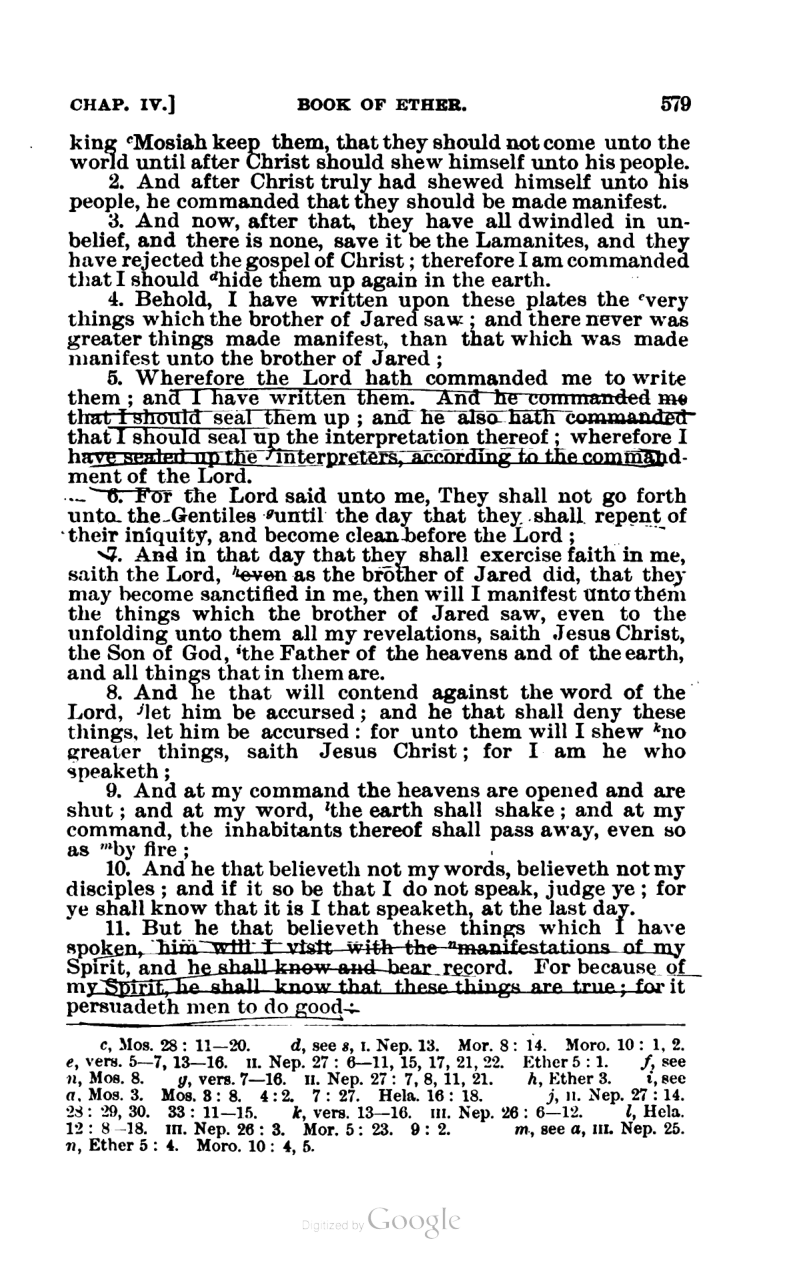 CHAP. IV.] BOOK OF ETHER. 579
king ᶜMosiah keep them, that they should not come unto the
world until after Christ should shew himself unto his people.
2. And after Christ truly had shewed himself unto his
people, he commanded that they should be made manifest.
3. And now, after that, they have all dwindled in un-
belief, and there is none, save it be the Lamanites, and they
have rejected the gospel of Christ; therefore I am commanded
that I should ᵈhide them up again in the earth.
4. Behold, I have written upon these plates the ᵉvery
things which the brother of Jared saw; and there never was
greater things made manifest, than that which was made
manifest unto the brother of Jared;
5. Wherefore the Lord hath commanded me to write
them; and I have written them. And he commanded me
that I should seal them up; and he also hath commanded
that I should seal up the interpretation thereof; wherefore I
have sealed up the ᶠinterpreters, according to the command-
ment of the Lord.
6. For the Lord said unto me, They shall not go forth
unto the Gentiles ᵍuntil the day that they shall repent of
their iniquity, and become clean before the Lord;
7. And in that day that they shall exercise faith in me,
saith the Lord, ʰeven as the brother of Jared did, that they
may become sanctified in me, then will I manifest unto them
the things which the brother of Jared saw, even to the
unfolding unto them all my revelations, saith Jesus Christ,
the Son of God, ⁱthe Father of the heavens and of the earth,
and all things that in them are.
8. And he that will contend against the word of the
Lord, ʲlet him be accursed; and he that shall deny these
things, let him be accursed: for unto them will I shew ᵏno
greater things, saith Jesus Christ; for I am he who
speaketh;
9. And at my command the heavens are opened and are
shut; and at my word, ˡthe earth shall shake; and at my
command, the inhabitants thereof shall pass away, even so
as ᵐby fire;
10. And he that believeth not my words, believeth not my
disciples; and if it so be that I do not speak, judge ye; for
ye shall know that it is I that speaketh, at the last day.
11. But he that believeth these things which I have
spoken, him will I visit with the ⁿmanifestations of my
Spirit, and he shall know and bear record. For because of
my Spirit, he shall know that these things are true; for it
persuadeth men to do good;
c, Mos. 28: 11—20. d, see s, I. Nep. 13. Mor. 8: 14. Moro. 10: 1, 2.
e, vers. 5—7, 13—16. II. Nep. 27: 6—11, 15, 17, 21, 22. Ether 5: 1. f, see
n, Mos. 8. g, vers. 7—16. II. Nep. 27: 7, 8, 11, 21. h, Ether 3. i, see
a, Mos. 3. Mos. 8: 8. 4: 2. 7: 27. Hela. 16: 18. j, II. Nep. 27: 14.
28: 29, 30. 33: 11—15. k, vers. 13—16. III. Nep. 26: 6—12. l, Hela.
12: 8—18. III. Nep. 26: 3. Mor. 5: 23. 9: 2. m, see a, III. Nep. 25.
n, Ether 5: 4. Moro. 10: 4, 5.
Digitized by Google